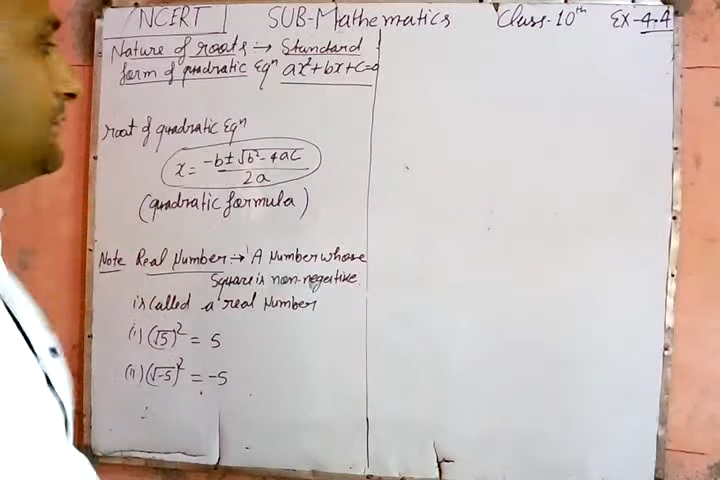 NCERT SUB-Mathematics Class-10th EX-4.4
Nature of roots :→ Standard
form of quadratic Eqn ax²+bx+c=0
root of quadratic Eqn
x = -b±√b²-4ac / 2a
(quadratic formula)
Note Real Number → A Number whose
Square is non-negative
is called a real Number
(i) (√5)² = 5
(ii) (√-5)² = -5